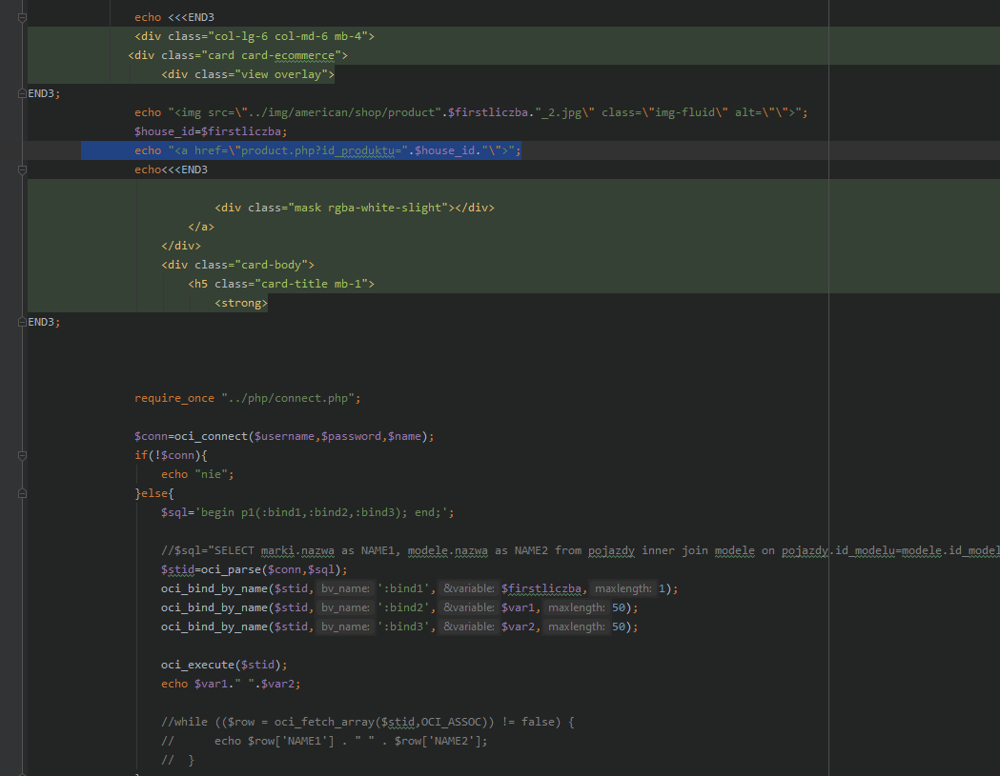 echo <<<END3
<div class="col-lg-6 col-md-6 mb-4">
<div class="card card-ecommerce">
<div class="view overlay">
END3;
echo "<img src=\"../img/american/shop/product".$firstliczba."_2.jpg\" class=\"img-fluid\" alt=\"\">";
$house_id=$firstliczba;
echo "<a href=\"product.php?id_produktu=".$house_id."\">";
echo<<<END3
<div class="mask rgba-white-slight"></div>
</a>
</div>
<div class="card-body">
<h5 class="card-title mb-1">
<strong>
END3;
require_once "../php/connect.php";
$conn=oci_connect($username,$password,$name);
if(!$conn){
echo "nie";
}else{
$sql='begin p1(:bind1,:bind2,:bind3); end;';
//$sql="SELECT marki.nazwa as NAME1, modele.nazwa as NAME2 from pojazdy inner join modele on pojazdy.id_modelu=modele.id_model
$stid=oci_parse($conn,$sql);
oci_bind_by_name($stid, bv_name: ':bind1', &variable: $firstliczba, maxlength: 1);
oci_bind_by_name($stid, bv_name: ':bind2', &variable: $var1, maxlength: 50);
oci_bind_by_name($stid, bv_name: ':bind3', &variable: $var2, maxlength: 50);
oci_execute($stid);
echo $var1." ".$var2;
//while (($row = oci_fetch_array($stid,OCI_ASSOC)) != false) {
// echo $row['NAME1'] . " " . $row['NAME2'];
// }